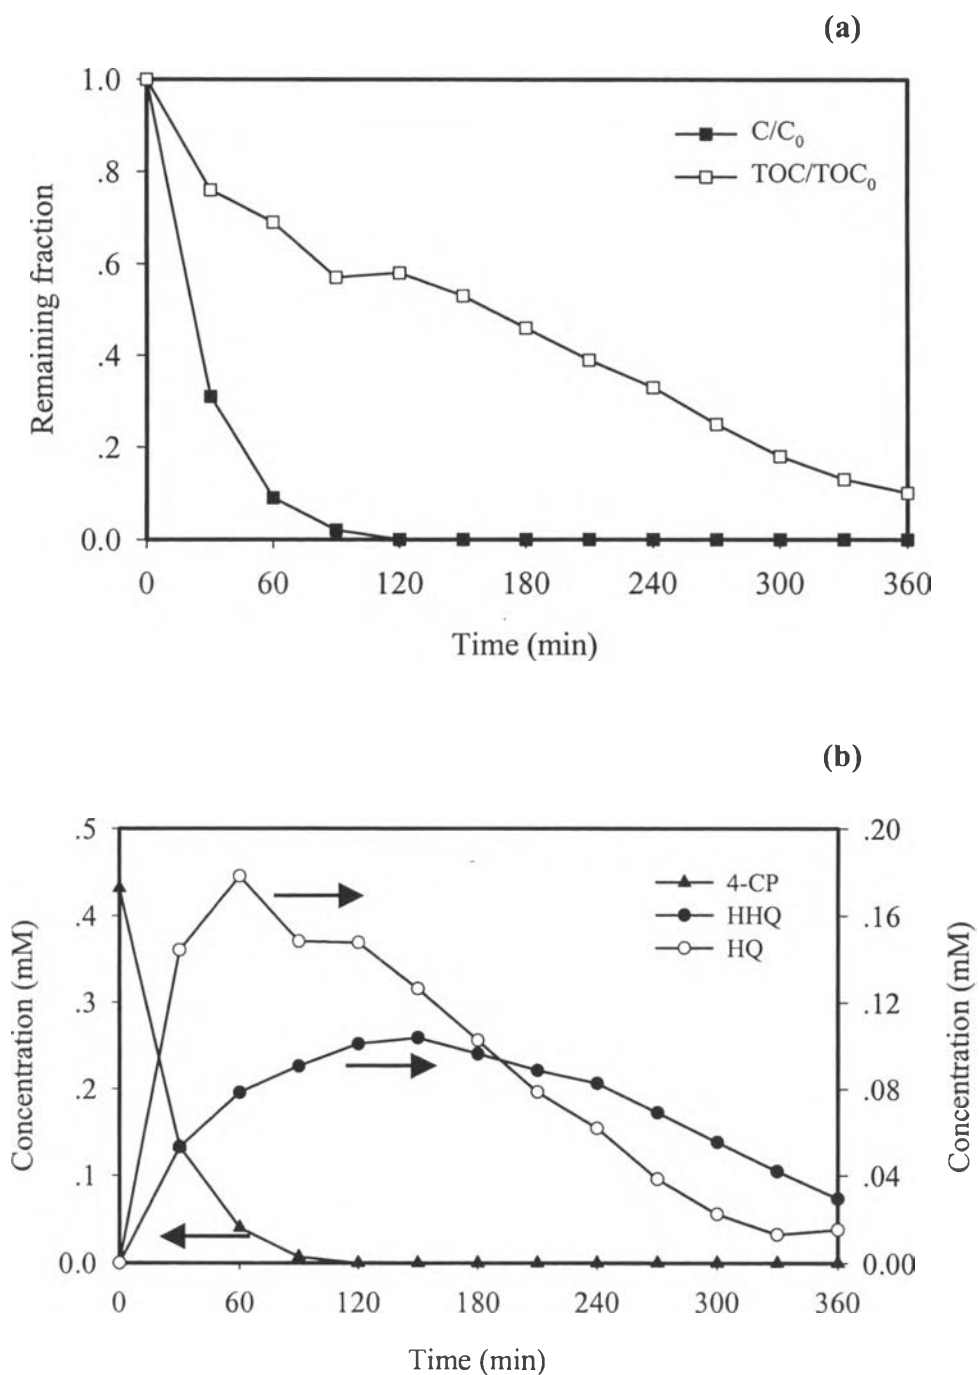 (a)
1.0
.8
.6
.4
.2
0.0
Remaining fraction
C/C₀
TOC/TOC₀
0 60 120 180 240 300 360
Time (min)
(b)
.5
.4
.3
.2
.1
0.0
Concentration (mM)
.20
.16
.12
.08
.04
0.00
Concentration (mM)
4-CP
HHQ
HQ
0 60 120 180 240 300 360
Time (min)